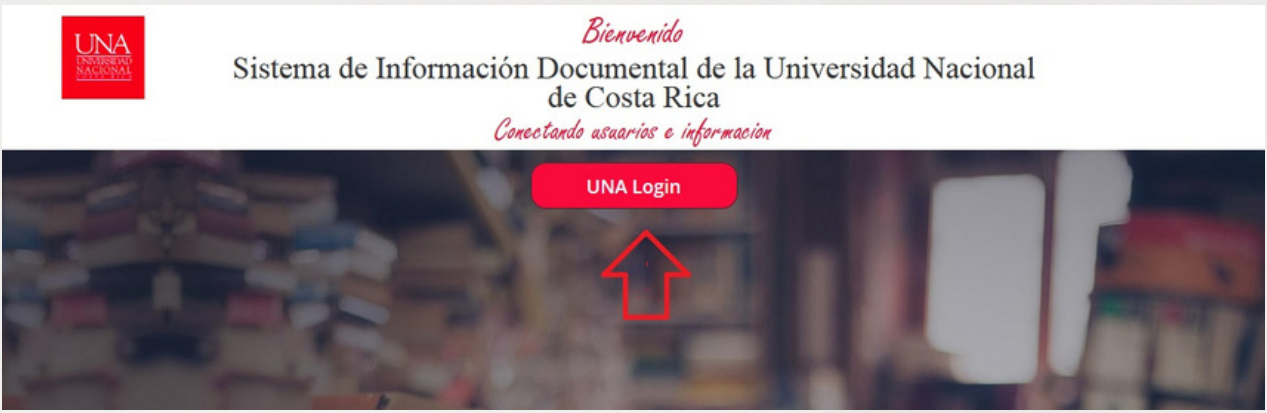 UNA
UNIVERSIDAD
NACIONAL
Bienvenido
Sistema de Información Documental de la Universidad Nacional
de Costa Rica
Conectando usuarios e informacion
UNA Login